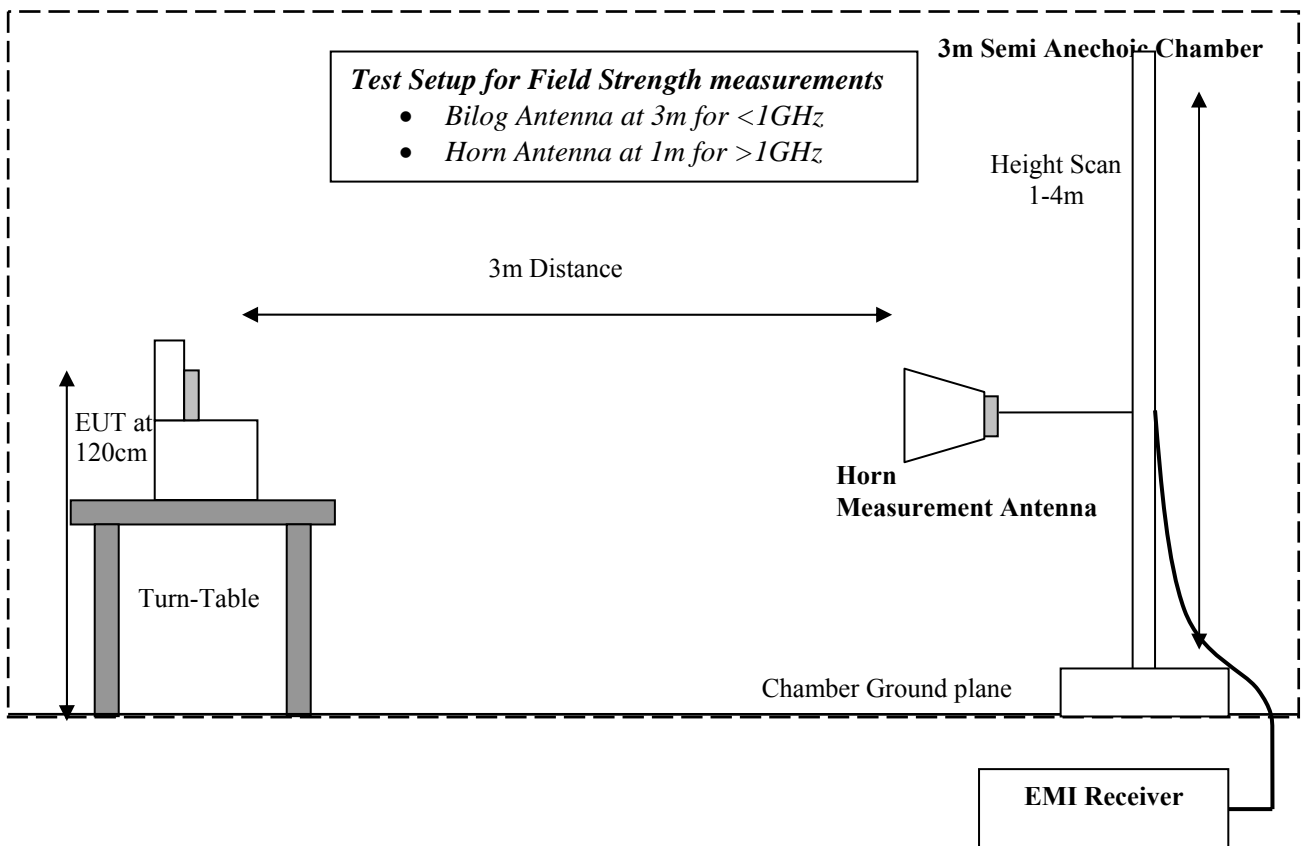 3m Semi Anechoic Chamber
Test Setup for Field Strength measurements
• Bilog Antenna at 3m for <1GHz
• Horn Antenna at 1m for >1GHz
Height Scan
1-4m
3m Distance
EUT at
120cm
Horn
Measurement Antenna
Turn-Table
Chamber Ground plane
EMI Receiver